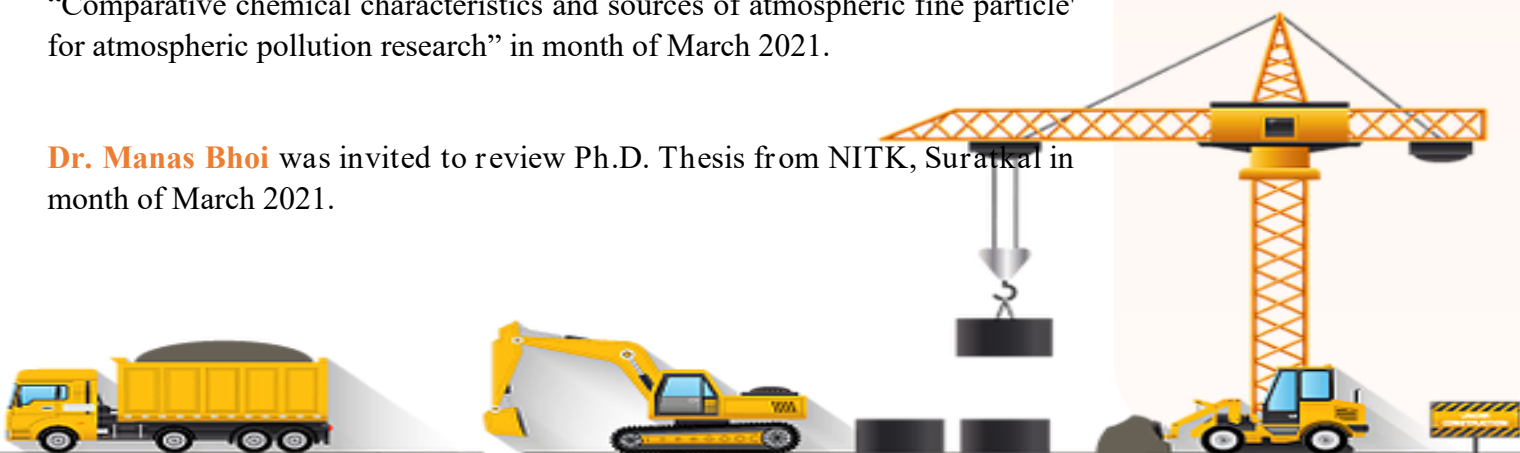 “Comparative chemical characteristics and sources of atmospheric fine particle'
for atmospheric pollution research” in month of March 2021.
Dr. Manas Bhoi was invited to review Ph.D. Thesis from NITK, Suratkal in
month of March 2021.